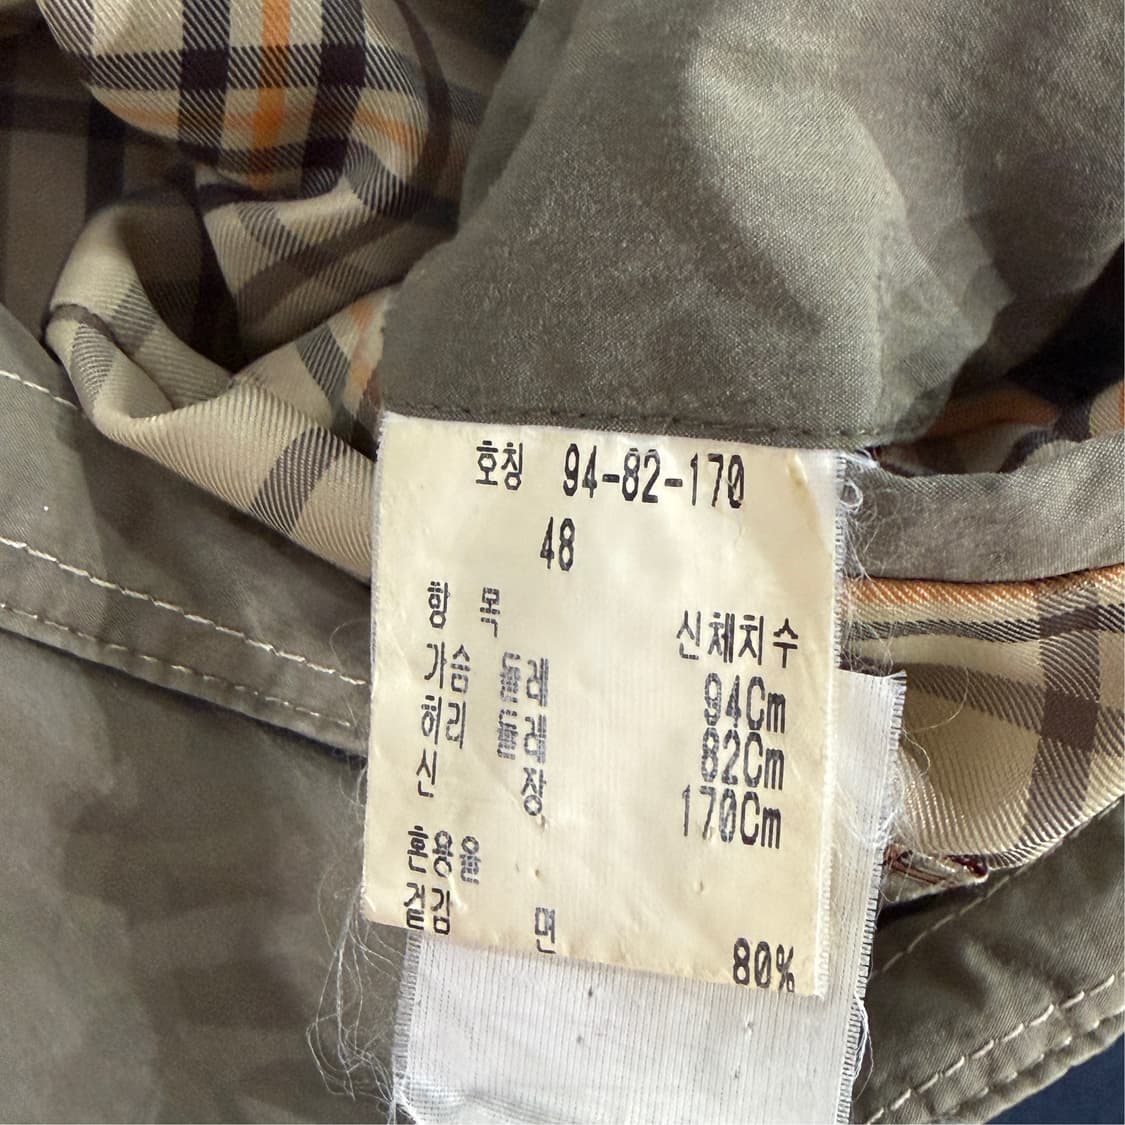 호칭 94-82-170
48
항 목 신체치수
가슴 둘레 94Cm
허리 둘레 82Cm
신 장 170Cm
혼용율
겉감 면 80%